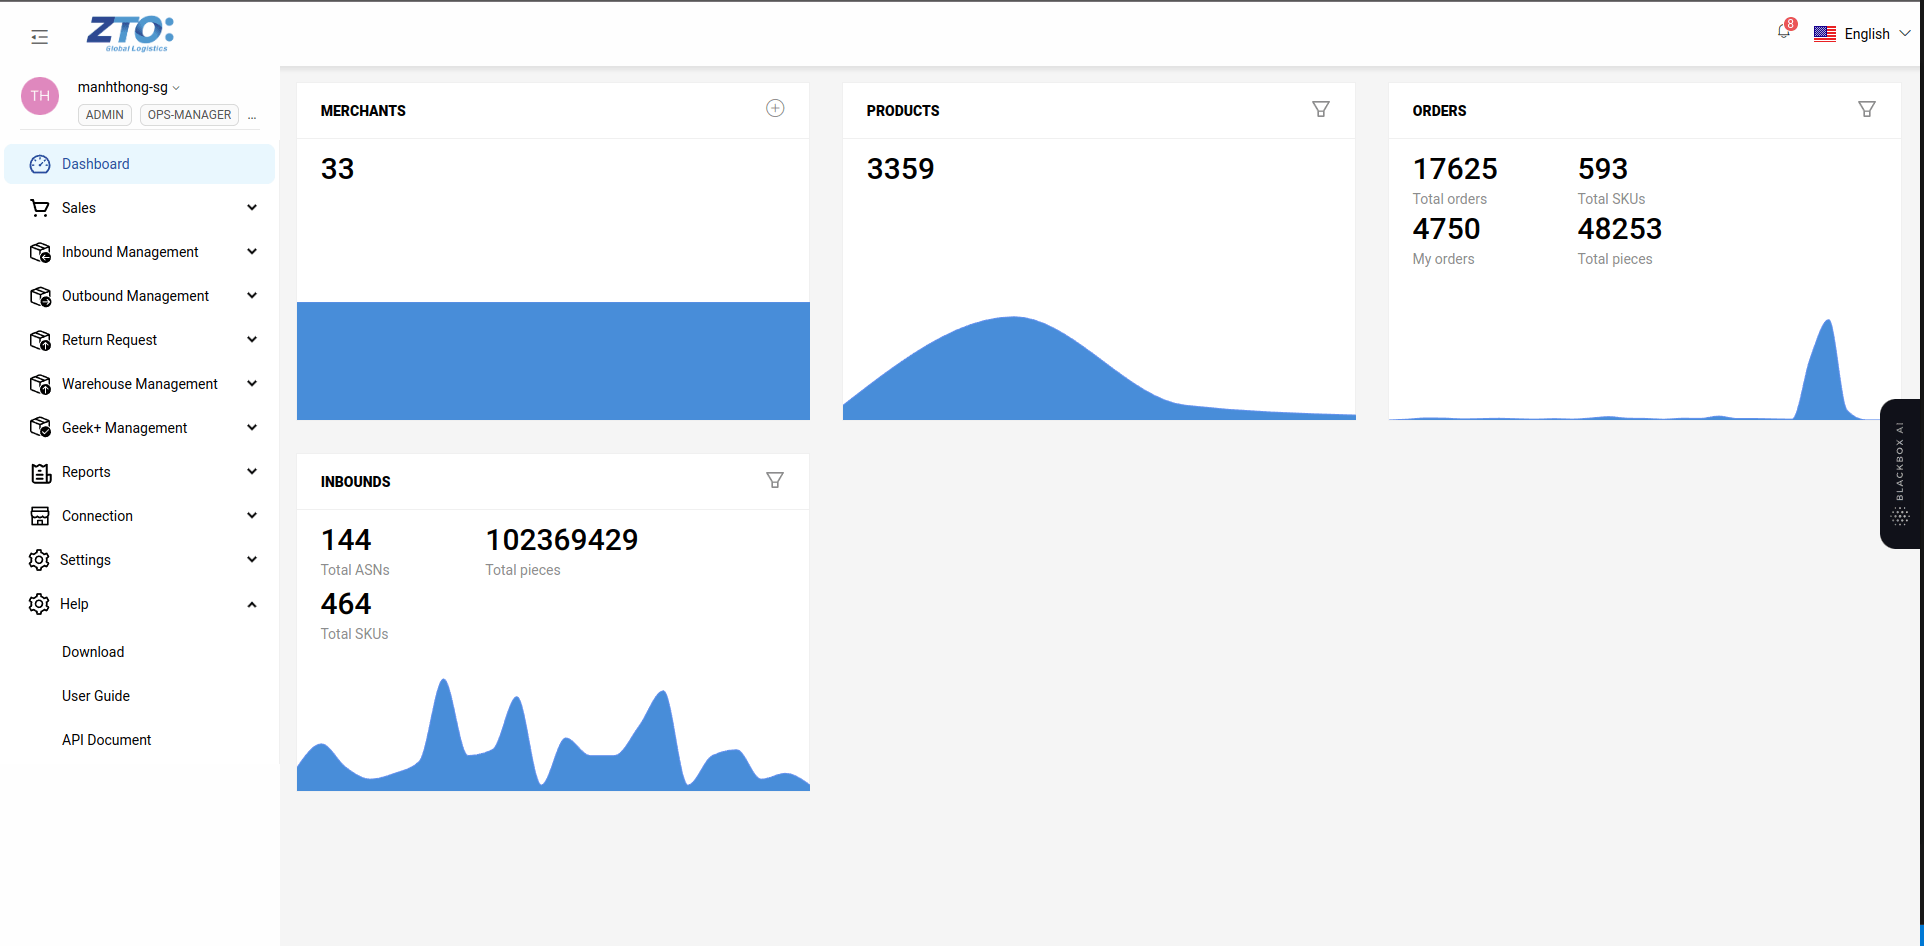 ZTO:
Global Logistics
8
English
TH
manhthong-sg
ADMIN
OPS-MANAGER
...
Dashboard
Sales
Inbound Management
Outbound Management
Return Request
Warehouse Management
Geek+ Management
Reports
Connection
Settings
Help
Download
User Guide
API Document
MERCHANTS
33
PRODUCTS
3359
ORDERS
17625 593
Total orders Total SKUs
4750 48253
My orders Total pieces
INBOUNDS
144 102369429
Total ASNs Total pieces
464
Total SKUs
BLACKBOX AI